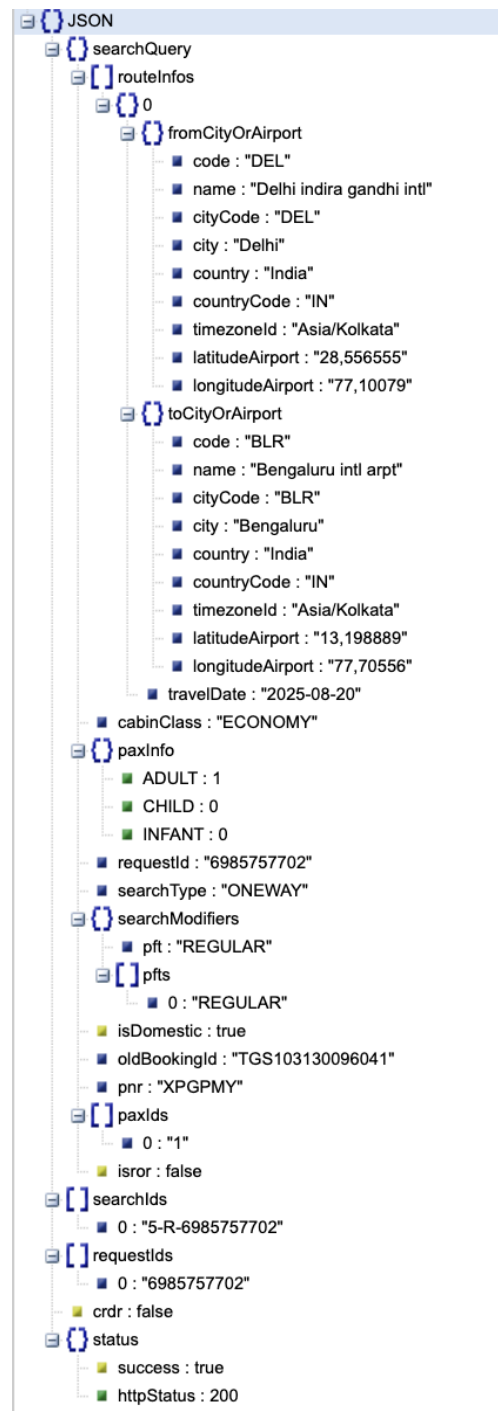 JSON
searchQuery
routeInfos
0
fromCityOrAirport
code : "DEL"
name : "Delhi indira gandhi intl"
cityCode : "DEL"
city : "Delhi"
country : "India"
countryCode : "IN"
timezoneId : "Asia/Kolkata"
latitudeAirport : "28,556555"
longitudeAirport : "77,10079"
toCityOrAirport
code : "BLR"
name : "Bengaluru intl arpt"
cityCode : "BLR"
city : "Bengaluru"
country : "India"
countryCode : "IN"
timezoneId : "Asia/Kolkata"
latitudeAirport : "13,198889"
longitudeAirport : "77,70556"
travelDate : "2025-08-20"
cabinClass : "ECONOMY"
paxInfo
ADULT : 1
CHILD : 0
INFANT : 0
requestId : "6985757702"
searchType : "ONEWAY"
searchModifiers
pft : "REGULAR"
pfts
0 : "REGULAR"
isDomestic : true
oldBookingId : "TGS103130096041"
pnr : "XPGPMY"
paxIds
0 : "1"
isror : false
searchIds
0 : "5-R-6985757702"
requestIds
0 : "6985757702"
crdr : false
status
success : true
httpStatus : 200